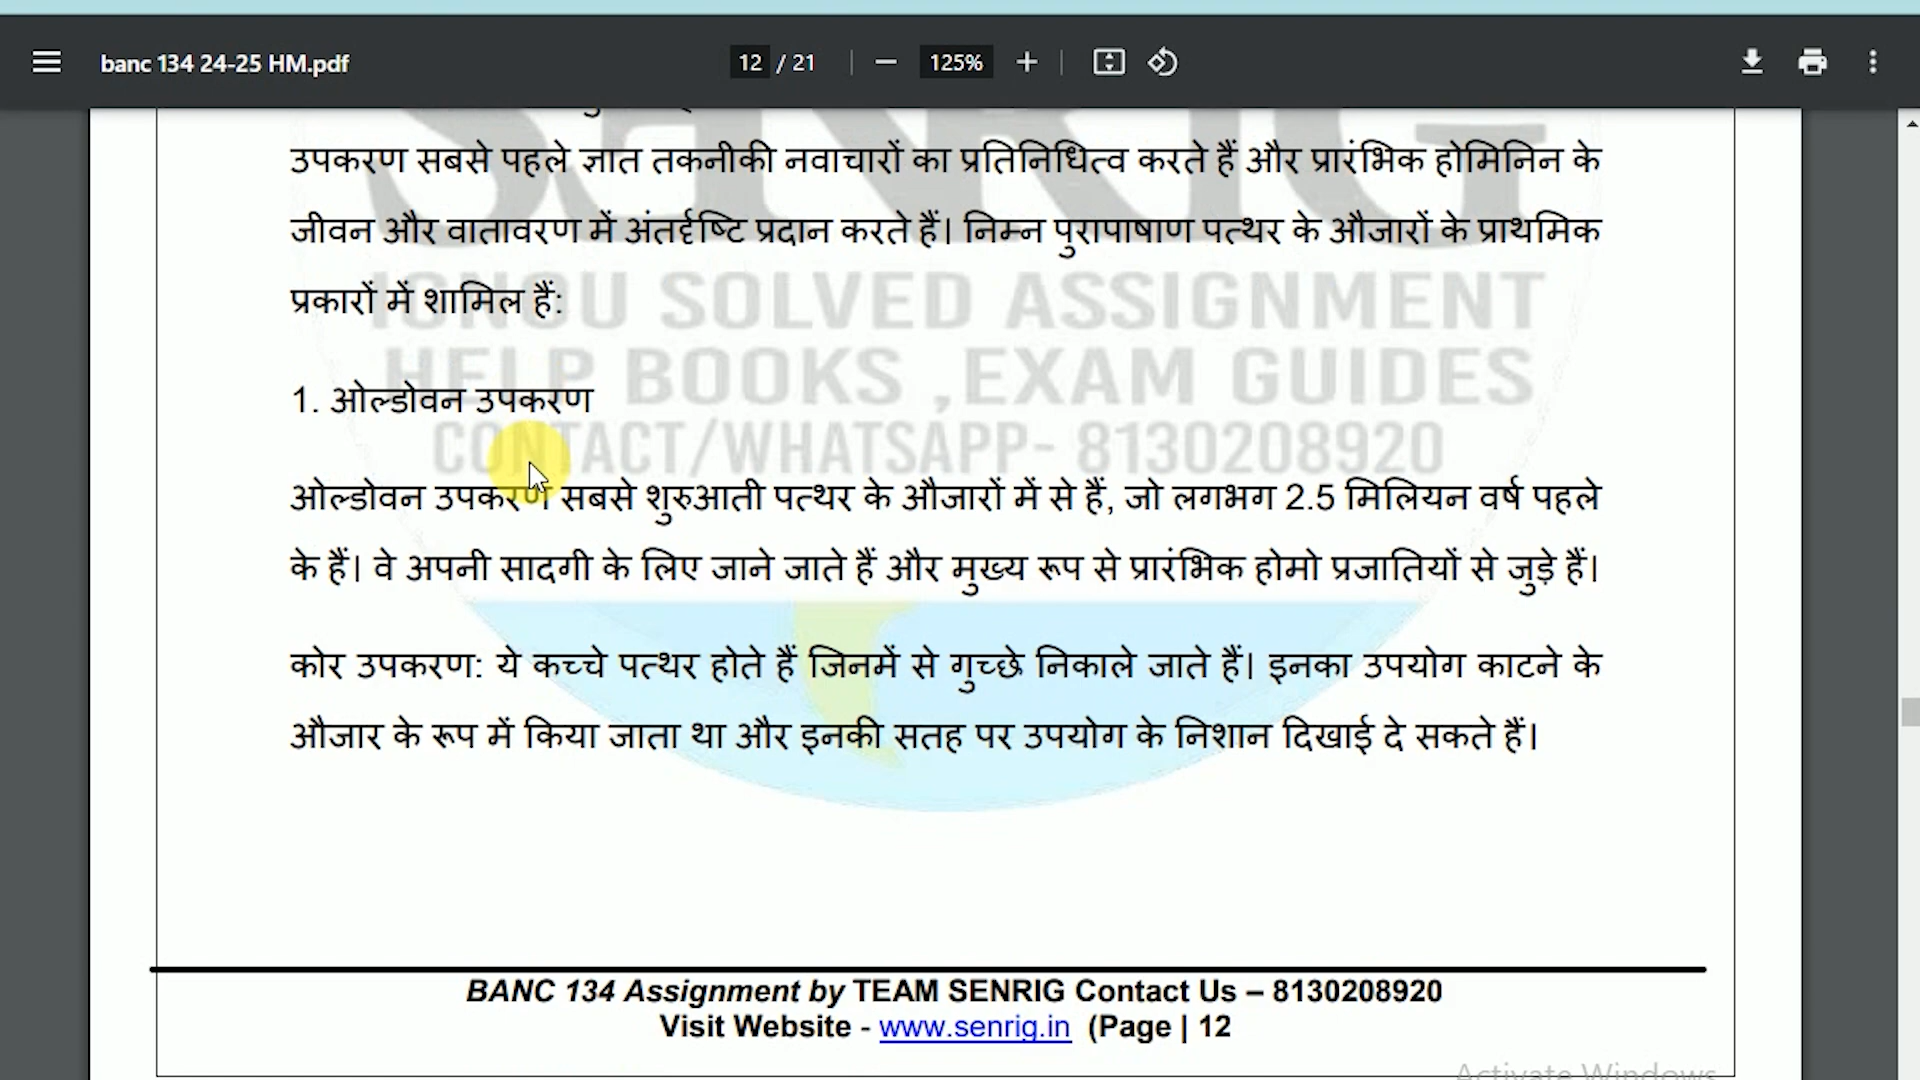 banc 134 24-25 HM.pdf
12 / 21
125%
उपकरण सबसे पहले ज्ञात तकनीकी नवाचारों का प्रतिनिधित्व करते हैं और प्रारंभिक होमिनिन के
जीवन और वातावरण में अंतर्दृष्टि प्रदान करते हैं। निम्न पुरापाषाण पत्थर के औजारों के प्राथमिक
प्रकारों में शामिल हैं:
IGNOU SOLVED ASSIGNMENT
HELP BOOKS ,EXAM GUIDES
1. ओल्डोवन उपकरण
CONTACT/WHATSAPP- 8130208920
ओल्डोवन उपकरण सबसे शुरुआती पत्थर के औजारों में से हैं, जो लगभग 2.5 मिलियन वर्ष पहले
के हैं। वे अपनी सादगी के लिए जाने जाते हैं और मुख्य रूप से प्रारंभिक होमो प्रजातियों से जुड़े हैं।
कोर उपकरण: ये कच्चे पत्थर होते हैं जिनमें से गुच्छे निकाले जाते हैं। इनका उपयोग काटने के
औजार के रूप में किया जाता था और इनकी सतह पर उपयोग के निशान दिखाई दे सकते हैं।
BANC 134 Assignment by TEAM SENRIG Contact Us – 8130208920
Visit Website - www.senrig.in (Page | 12
Activate Windows